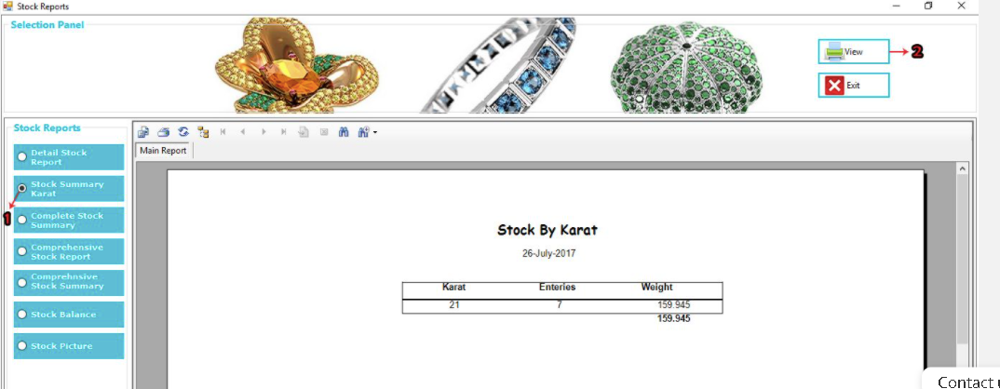 Stock Reports
Selection Panel
View
2
Exit
Stock Reports
Main Report
Detail Stock
Report
Stock Summary
Karat
1
Complete Stock
Summary
Comprehensive
Stock Report
Comprehnsive
Stock Summary
Stock Balance
Stock Picture
Stock By Karat
26-July-2017
Karat Enteries Weight
21 7 159.945
159.945
Contact